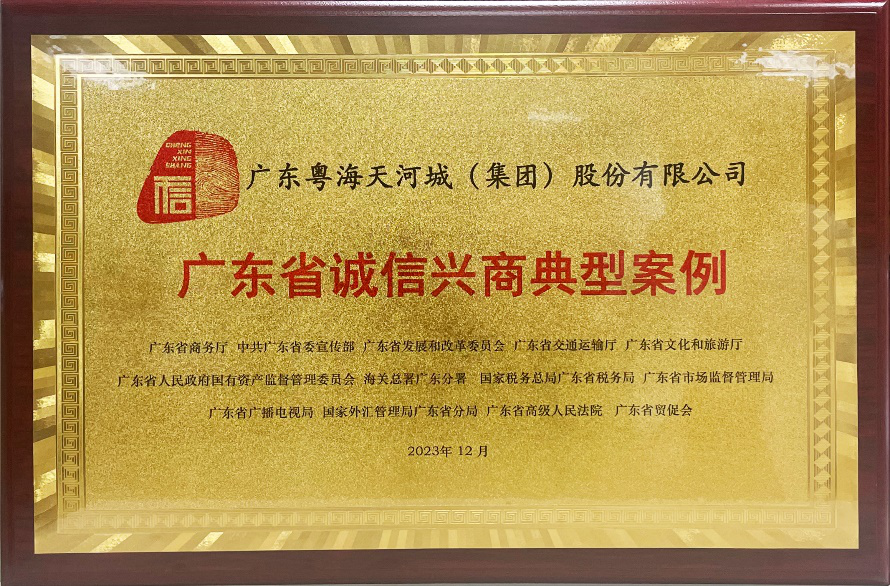 CHENG
XIN
XING
SHANG
信
广东粤海天河城（集团）股份有限公司
广东省诚信兴商典型案例
广东省商务厅 中共广东省委宣传部 广东省发展和改革委员会 广东省交通运输厅 广东省文化和旅游厅
广东省人民政府国有资产监督管理委员会 海关总署广东分署 国家税务总局广东省税务局 广东省市场监督管理局
广东省广播电视局 国家外汇管理局广东省分局 广东省高级人民法院 广东省贸促会
2023年 12 月